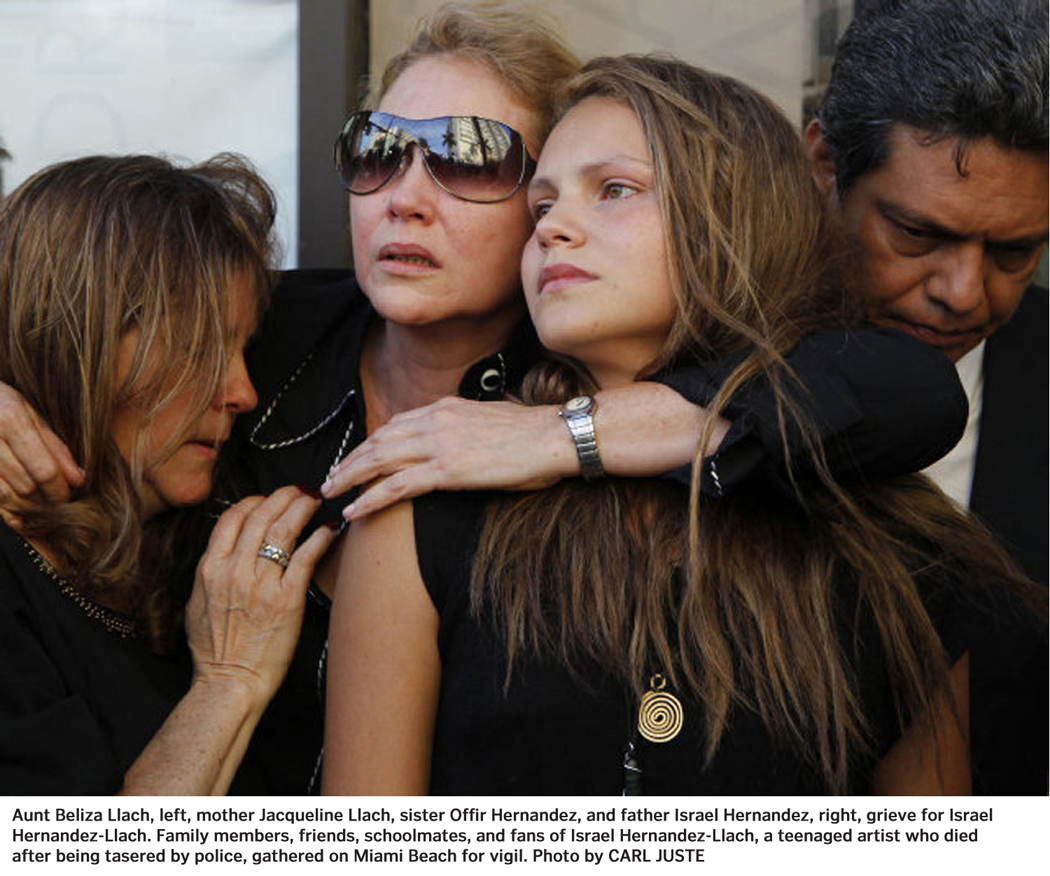 Aunt Beliza Llach, left, mother Jacqueline Llach, sister Offir Hernandez, and father Israel Hernandez, right, grieve for Israel
Hernandez-Llach. Family members, friends, schoolmates, and fans of Israel Hernandez-Llach, a teenaged artist who died
after being tasered by police, gathered on Miami Beach for vigil. Photo by CARL JUSTE